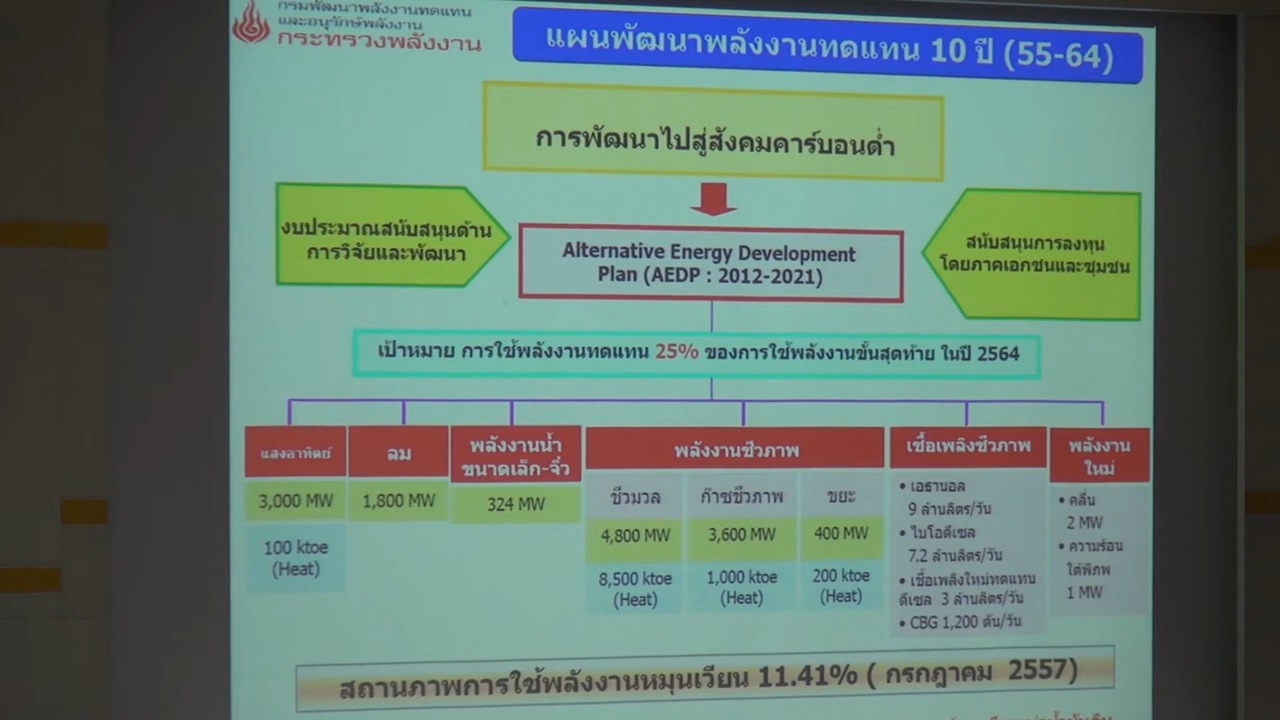 กรมพัฒนาพลังงานทดแทน
และอนุรักษ์พลังงาน
กระทรวงพลังงาน
แผนพัฒนาพลังงานทดแทน 10 ปี (55-64)
การพัฒนาไปสู่สังคมคาร์บอนต่ำ
งบประมาณสนับสนุนด้าน
การวิจัยและพัฒนา
Alternative Energy Development
Plan (AEDP : 2012-2021)
สนับสนุนการลงทุน
โดยภาคเอกชนและชุมชน
เป้าหมาย การใช้พลังงานทดแทน 25% ของการใช้พลังงานขั้นสุดท้าย ในปี 2564
แสงอาทิตย์
3,000 MW
100 ktoe
(Heat)
ลม
1,800 MW
พลังงานน้ำ
ขนาดเล็ก-จิ๋ว
324 MW
พลังงานชีวภาพ
ชีวมวล
4,800 MW
8,500 ktoe
(Heat)
ก๊าซชีวภาพ
3,600 MW
1,000 ktoe
(Heat)
ขยะ
400 MW
200 ktoe
(Heat)
เชื้อเพลิงชีวภาพ
• เอธานอล
9 ล้านลิตร/วัน
• ไบโอดีเซล
7.2 ล้านลิตร/วัน
• เชื้อเพลิงใหม่ทดแทน
ดีเซล 3 ล้านลิตร/วัน
• CBG 1,200 ตัน/วัน
พลังงาน
ใหม่
• คลื่น
2 MW
• ความร้อน
ใต้พิภพ
1 MW
สถานภาพการใช้พลังงานหมุนเวียน 11.41% ( กรกฎาคม 2557)